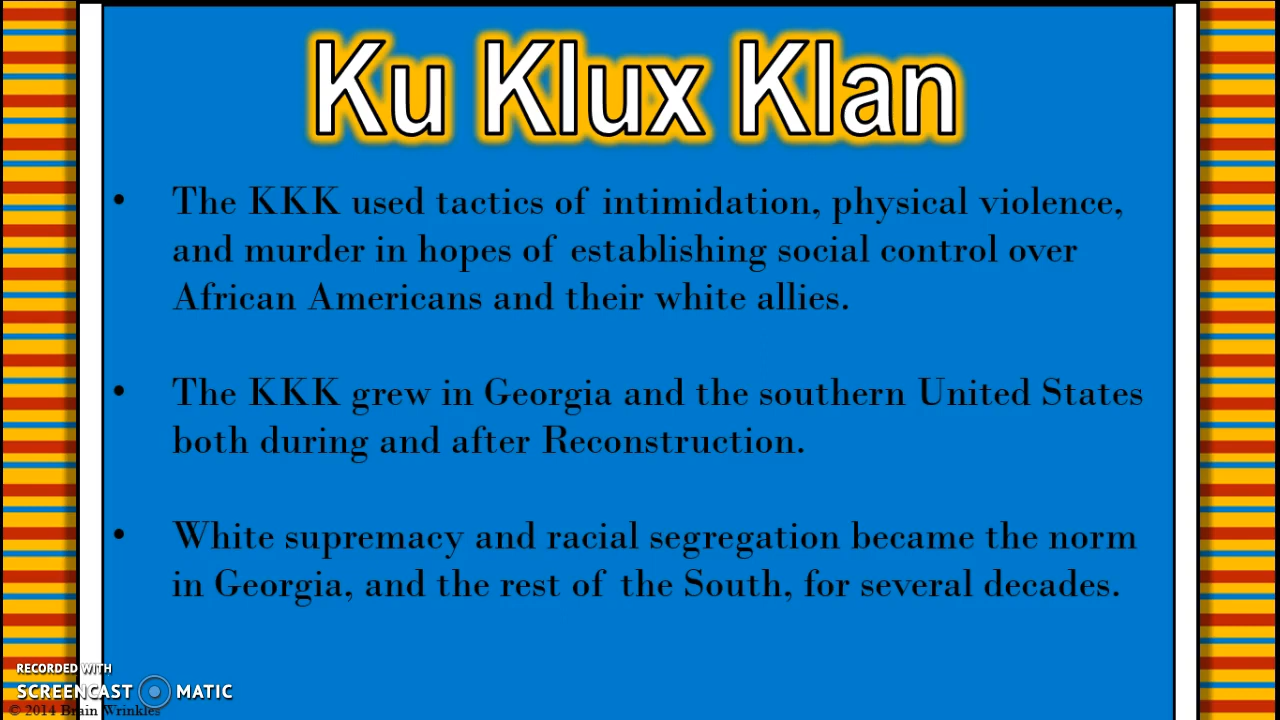 Ku Klux Klan
• The KKK used tactics of intimidation, physical violence,
and murder in hopes of establishing social control over
African Americans and their white allies.
• The KKK grew in Georgia and the southern United States
both during and after Reconstruction.
• White supremacy and racial segregation became the norm
in Georgia, and the rest of the South, for several decades.
RECORDED WITH
SCREENCAST MATIC
© 2014 Brain Wrinkles